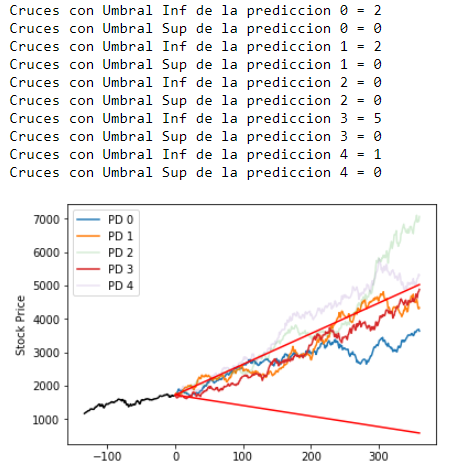 Cruces con Umbral Inf de la prediccion 0 = 2
Cruces con Umbral Sup de la prediccion 0 = 0
Cruces con Umbral Inf de la prediccion 1 = 2
Cruces con Umbral Sup de la prediccion 1 = 0
Cruces con Umbral Inf de la prediccion 2 = 0
Cruces con Umbral Sup de la prediccion 2 = 0
Cruces con Umbral Inf de la prediccion 3 = 5
Cruces con Umbral Sup de la prediccion 3 = 0
Cruces con Umbral Inf de la prediccion 4 = 1
Cruces con Umbral Sup de la prediccion 4 = 0
PD 0
PD 1
PD 2
PD 3
PD 4
Stock Price
7000
6000
5000
4000
3000
2000
1000
−100
0
100
200
300